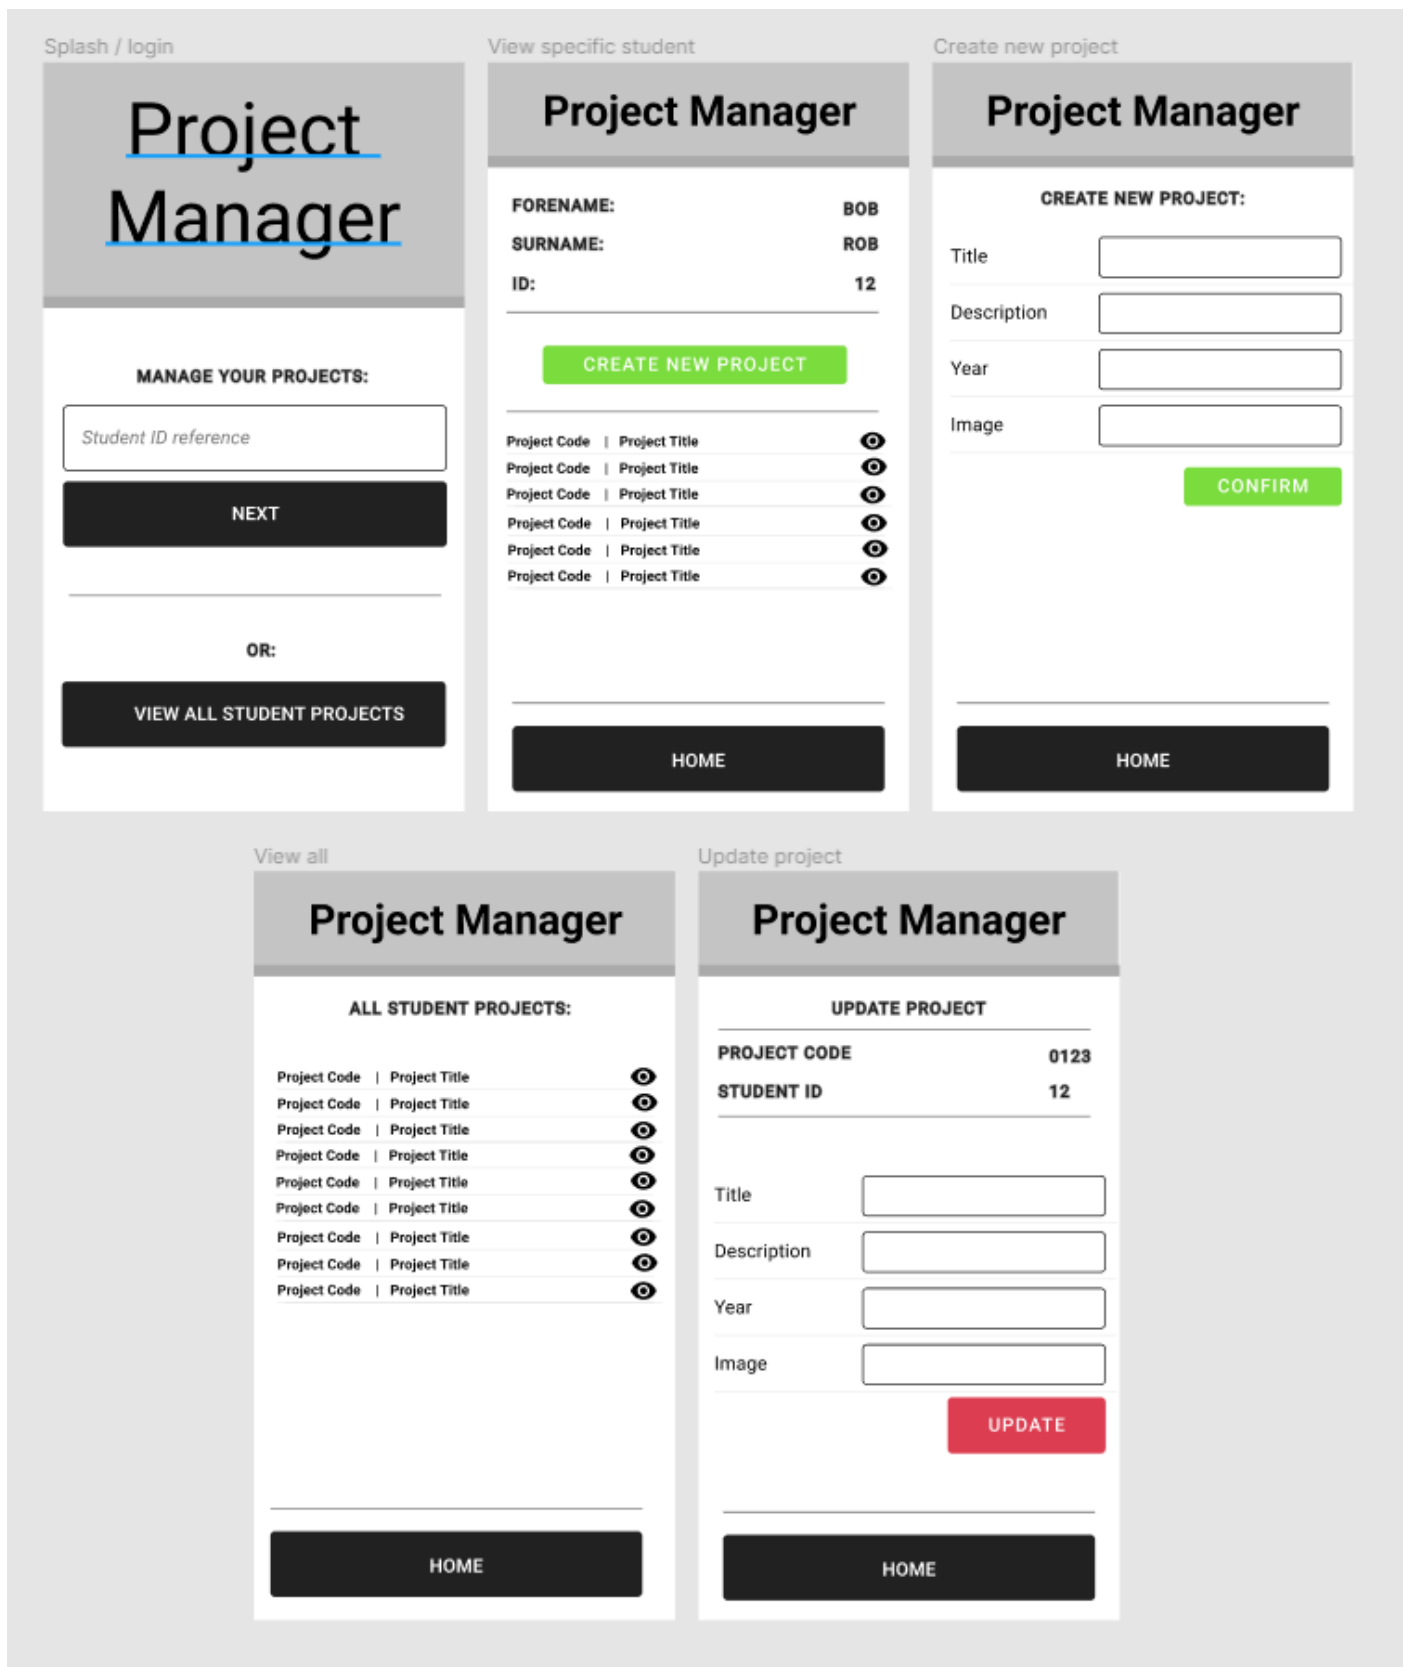 Splash / login
Project
Manager
MANAGE YOUR PROJECTS:
Student ID reference
NEXT
OR:
VIEW ALL STUDENT PROJECTS
View specific student
Project Manager
FORENAME: BOB
SURNAME: ROB
ID: 12
CREATE NEW PROJECT
Project Code | Project Title
Project Code | Project Title
Project Code | Project Title
Project Code | Project Title
Project Code | Project Title
Project Code | Project Title
HOME
Create new project
Project Manager
CREATE NEW PROJECT:
Title
Description
Year
Image
CONFIRM
HOME
View all
Project Manager
ALL STUDENT PROJECTS:
Project Code | Project Title
Project Code | Project Title
Project Code | Project Title
Project Code | Project Title
Project Code | Project Title
Project Code | Project Title
Project Code | Project Title
Project Code | Project Title
Project Code | Project Title
HOME
Update project
Project Manager
UPDATE PROJECT
PROJECT CODE 0123
STUDENT ID 12
Title
Description
Year
Image
UPDATE
HOME